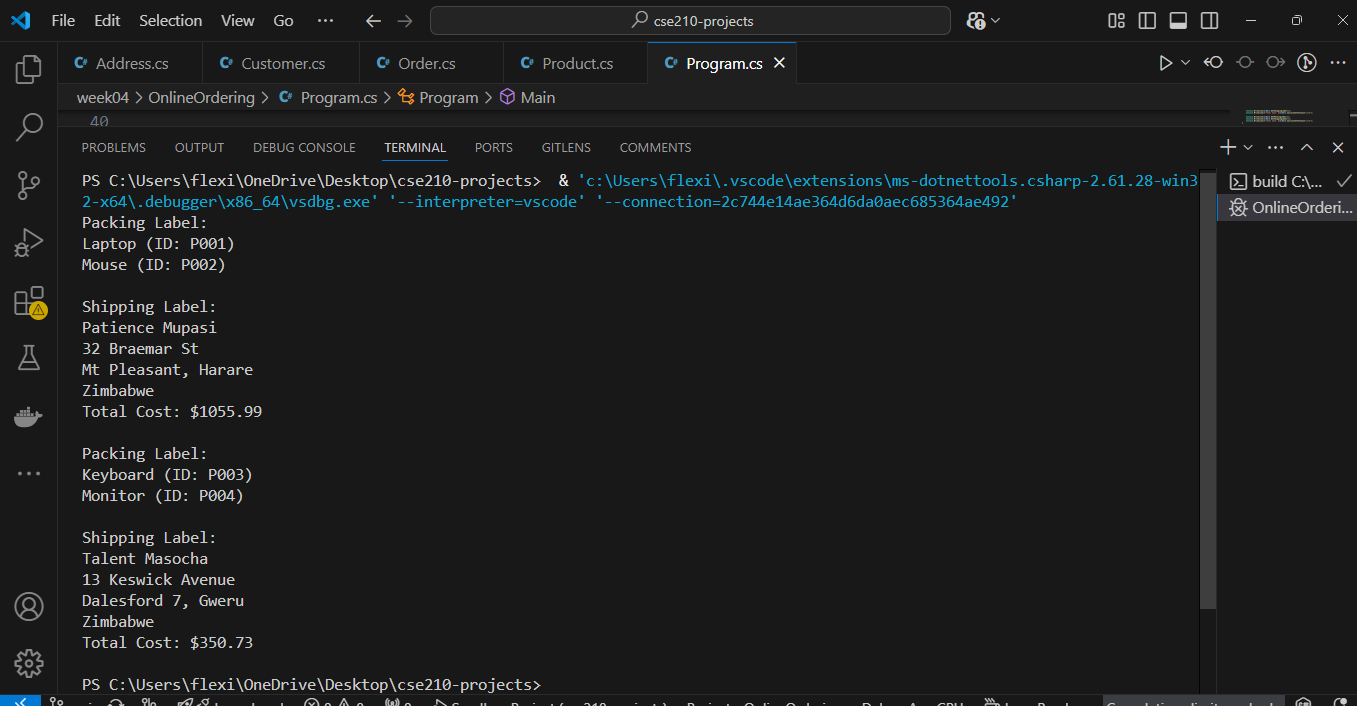 File Edit Selection View Go ··· cse210-projects
Address.cs Customer.cs Order.cs Product.cs Program.cs
week04 > OnlineOrdering > Program.cs > Program > Main
40
PROBLEMS OUTPUT DEBUG CONSOLE TERMINAL PORTS GITLENS COMMENTS
PS C:\Users\flexi\OneDrive\Desktop\cse210-projects>  & 'c:\Users\flexi\.vscode\extensions\ms-dotnettools.csharp-2.61.28-win3
2-x64\.debugger\x86_64\vsdbg.exe' '--interpreter=vscode' '--connection=2c744e14ae364d6da0aec685364ae492'
build C:\...
OnlineOrderi...
Packing Label:
Laptop (ID: P001)
Mouse (ID: P002)

Shipping Label:
Patience Mupasi
32 Braemar St
Mt Pleasant, Harare
Zimbabwe
Total Cost: $1055.99

Packing Label:
Keyboard (ID: P003)
Monitor (ID: P004)

Shipping Label:
Talent Masocha
13 Keswick Avenue
Dalesford 7, Gweru
Zimbabwe
Total Cost: $350.73

PS C:\Users\flexi\OneDrive\Desktop\cse210-projects>